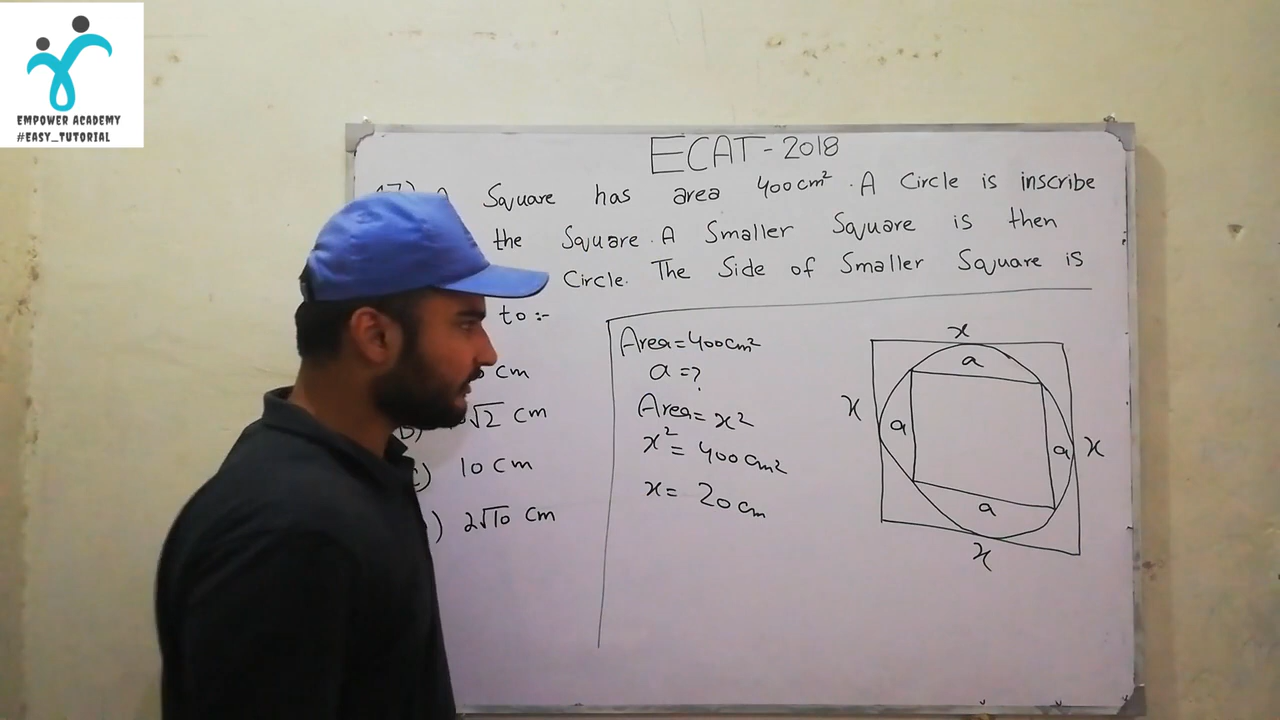 EMPOWER ACADEMY
#EASY_TUTORIAL
ECAT-2018
Square has area 400cm². A Circle is inscribe
the Square. A Smaller Square is then
Circle. The Side of Smaller Square is
to:-
cm
√2 cm
10 cm
2√10 cm
Area=400cm²
a=?
Area=x²
x²=400cm²
x=20cm
x
a
x
a
a
x
a
x